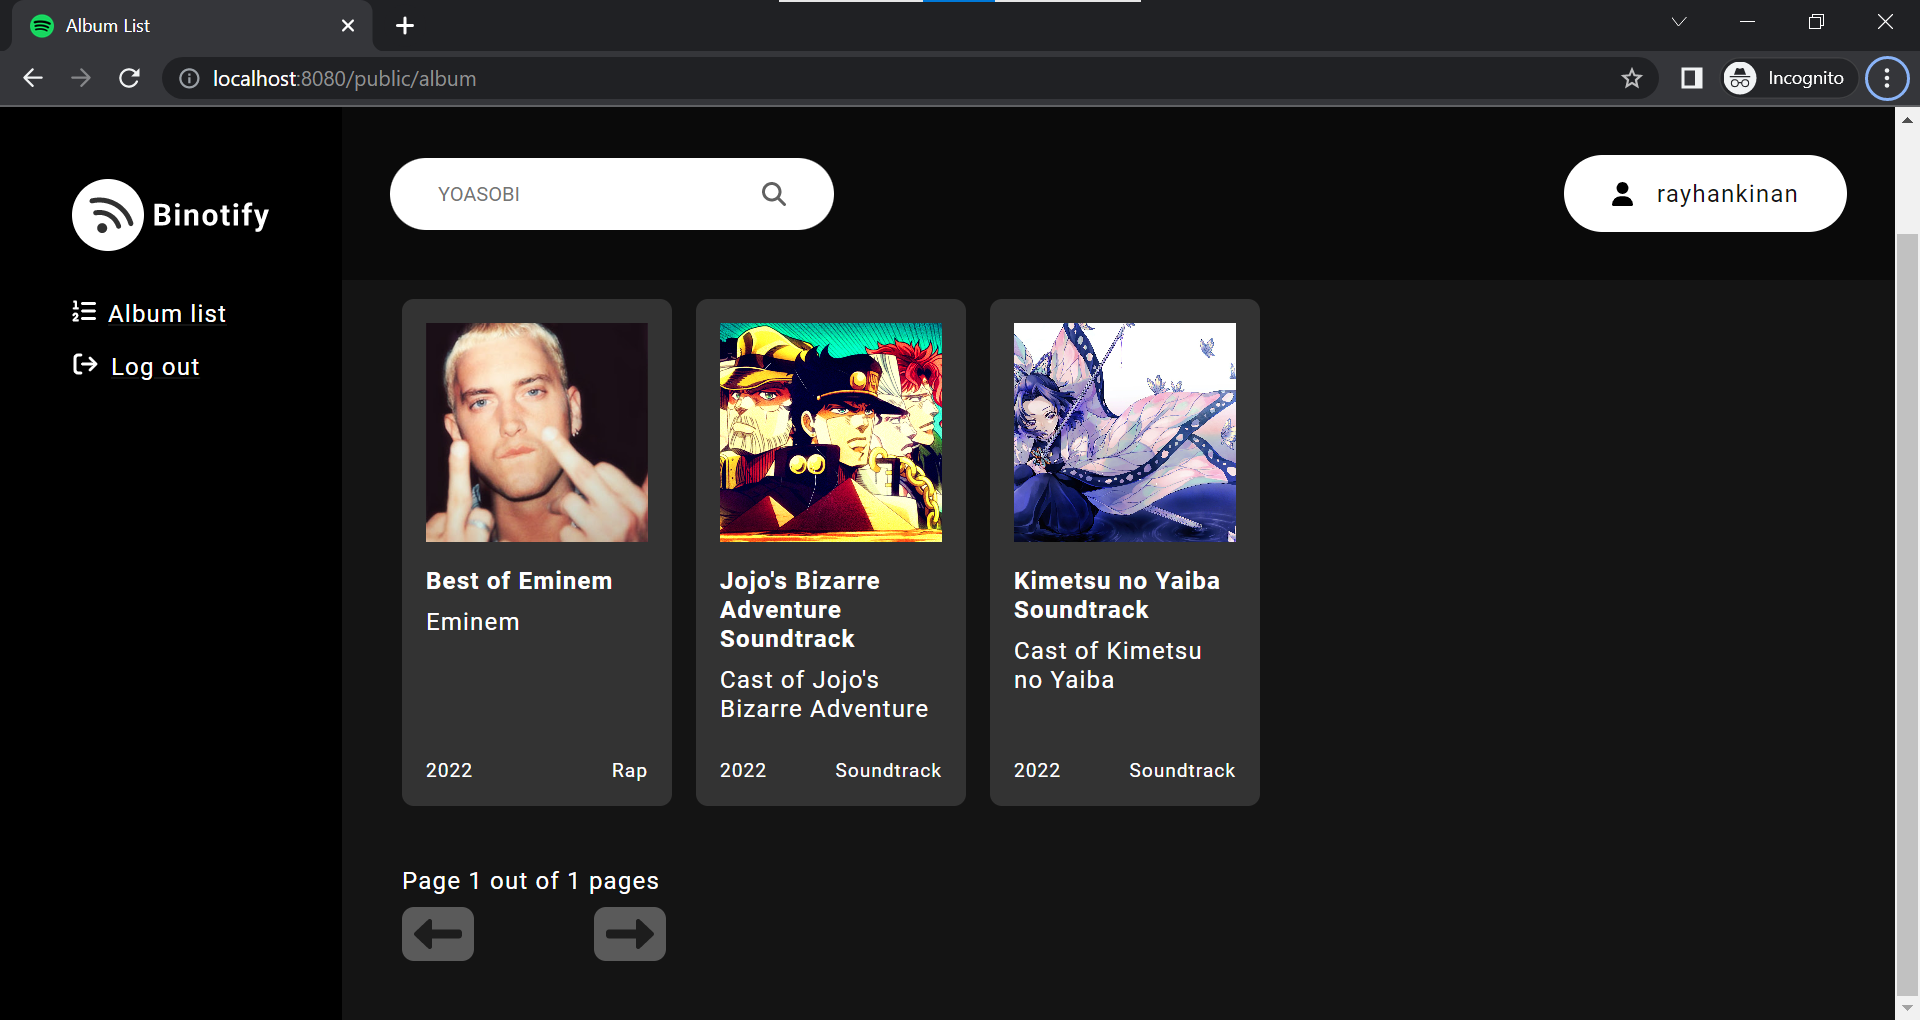 Album List
localhost:8080/public/album
Incognito
Binotify
YOASOBI
rayhankinan
Album list
Log out
Best of Eminem
Eminem
2022 Rap
Jojo's Bizarre
Adventure
Soundtrack
Cast of Jojo's
Bizarre Adventure
2022 Soundtrack
Kimetsu no Yaiba
Soundtrack
Cast of Kimetsu
no Yaiba
2022 Soundtrack
Page 1 out of 1 pages